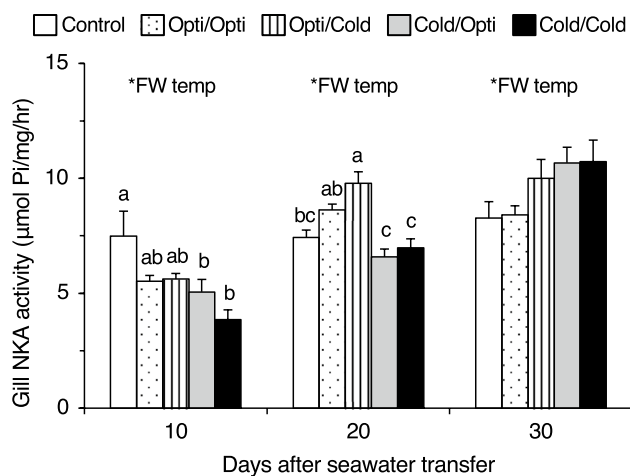 Control Opti/Opti Opti/Cold Cold/Opti Cold/Cold
15
*FW temp *FW temp *FW temp
10
a
a
ab
bc
c c
ab ab b
b
5
0
10 20 30
Gill NKA activity (µmol Pi/mg/hr)
Days after seawater transfer